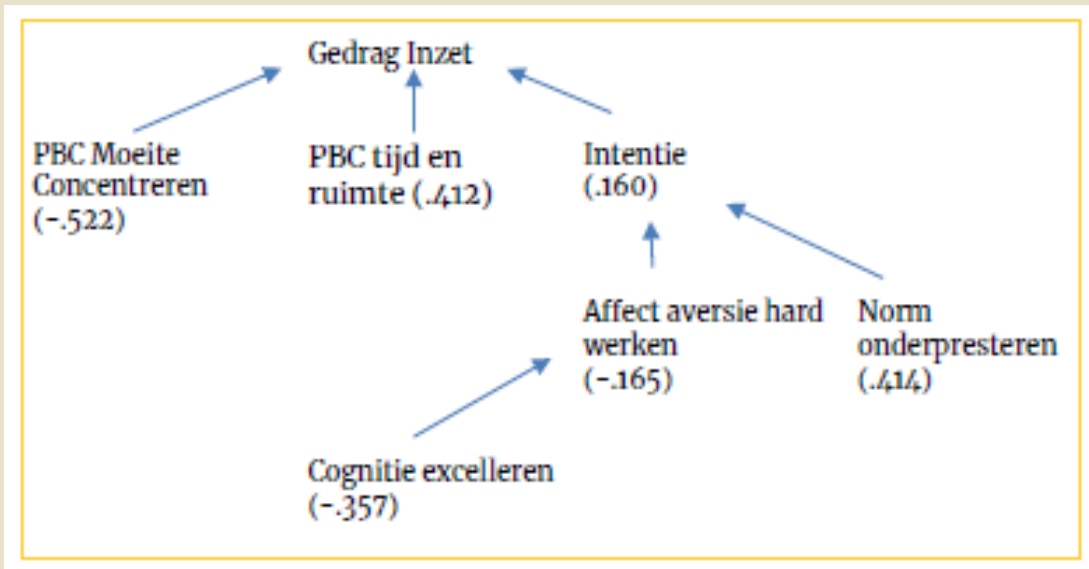 Gedrag Inzet
PBC Moeite
Concentreren
(-.522)
PBC tijd en
ruimte (.412)
Intentie
(.160)
Affect aversie hard
werken
(-.165)
Norm
onderpresteren
(.414)
Cognitie excelleren
(-.357)